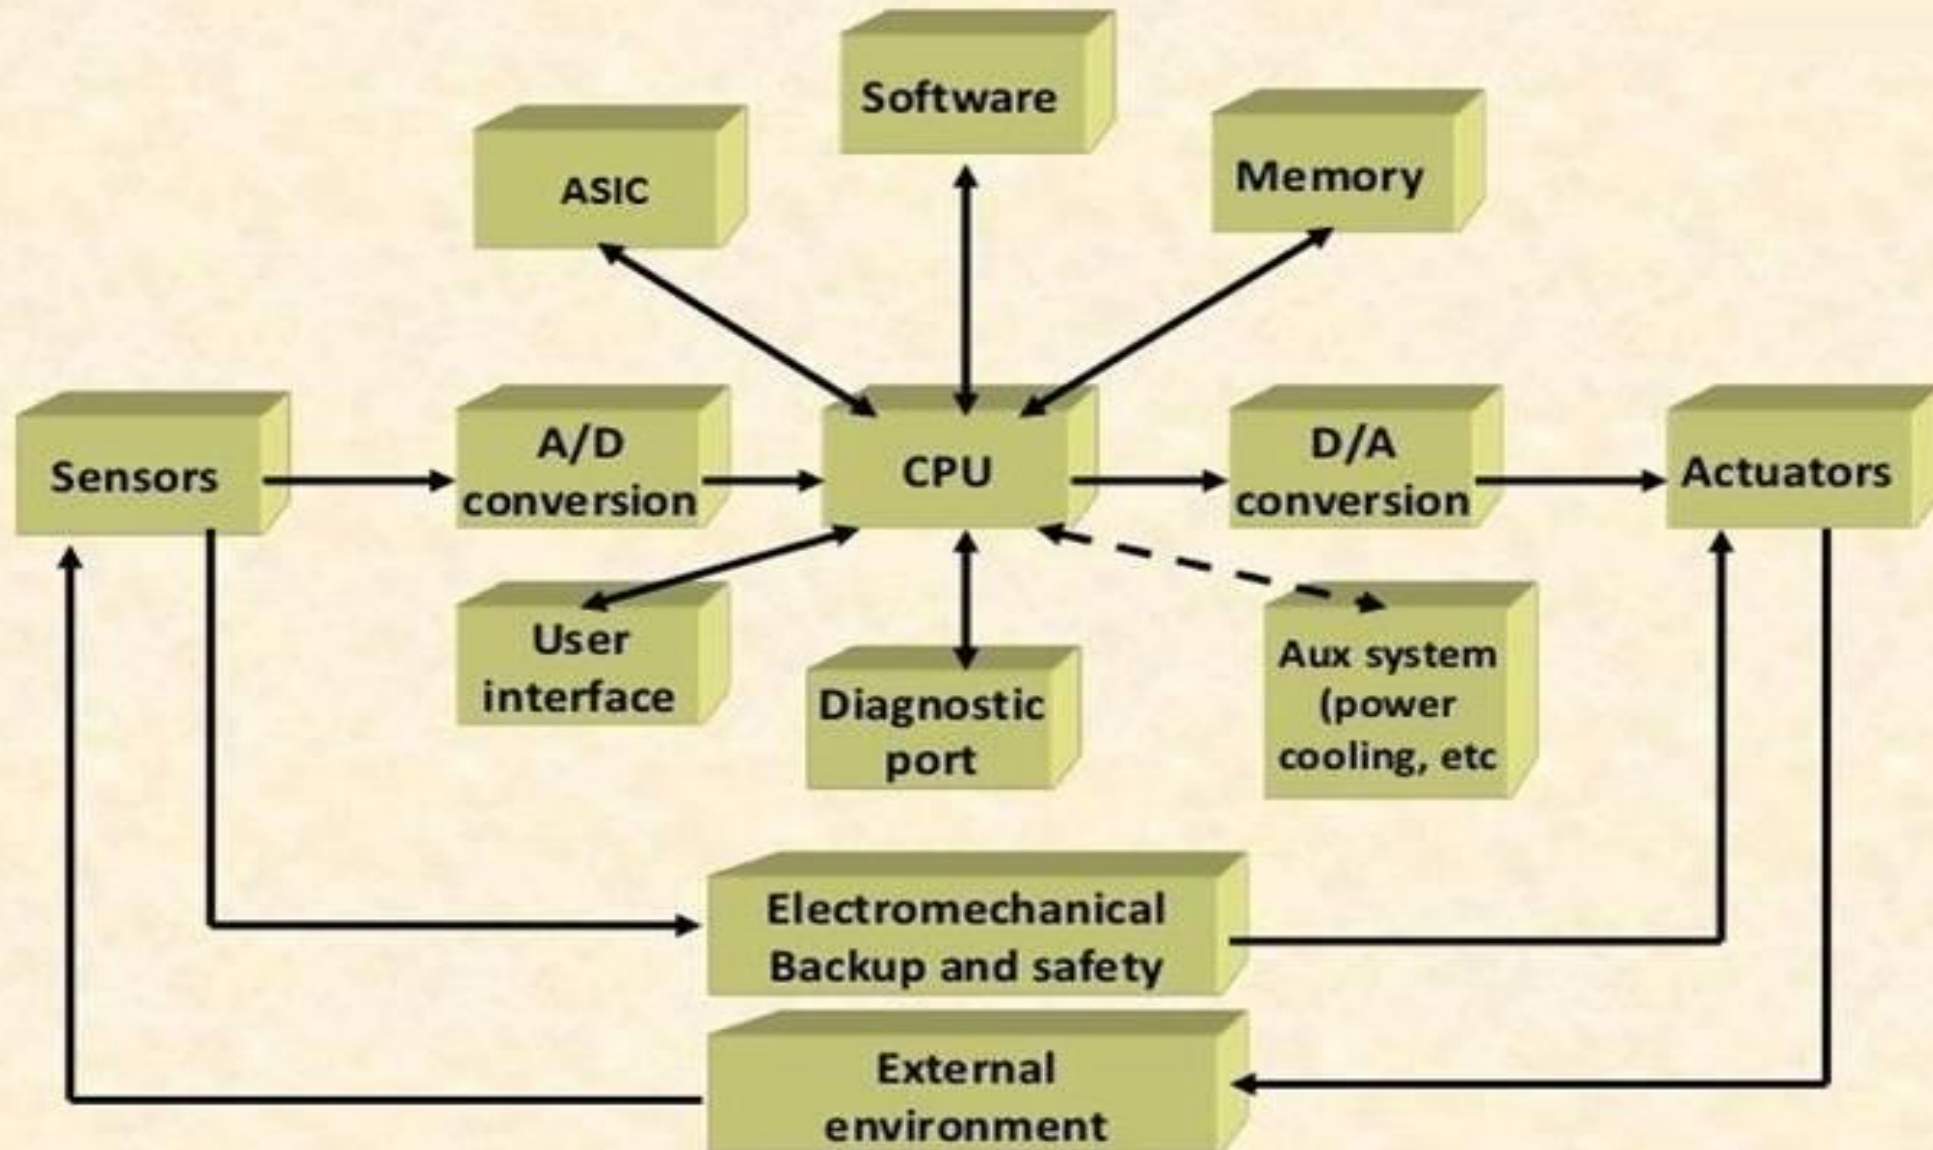 Software
ASIC
Memory
Sensors
A/D
conversion
CPU
D/A
conversion
Actuators
User
interface
Diagnostic
port
Aux system
(power
cooling, etc
Electromechanical
Backup and safety
External
environment